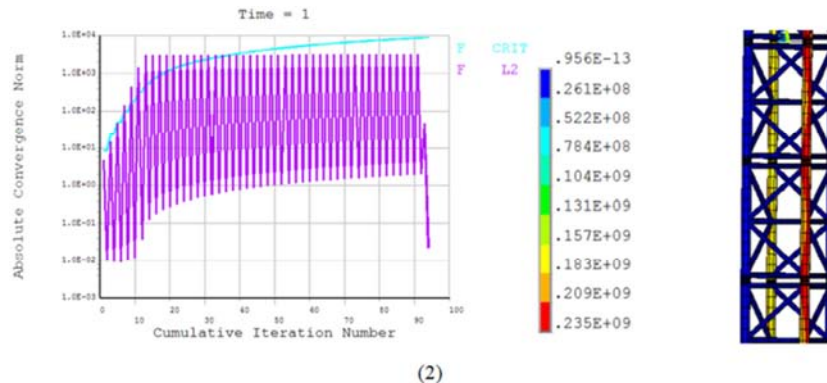 Time = 1
Absolute Convergence Norm
1.0E+05
1.0E+04
1.0E+03
1.0E+02
1.0E+01
1.0E+00
1.0E-01
1.0E-02
1.0E-03
0 10 20 30 40 50 60 70 80 90 100
Cumulative Iteration Number
F CRIT
F L2
.956E-13
.261E+08
.522E+08
.784E+08
.104E+09
.131E+09
.157E+09
.183E+09
.209E+09
.235E+09
(2)